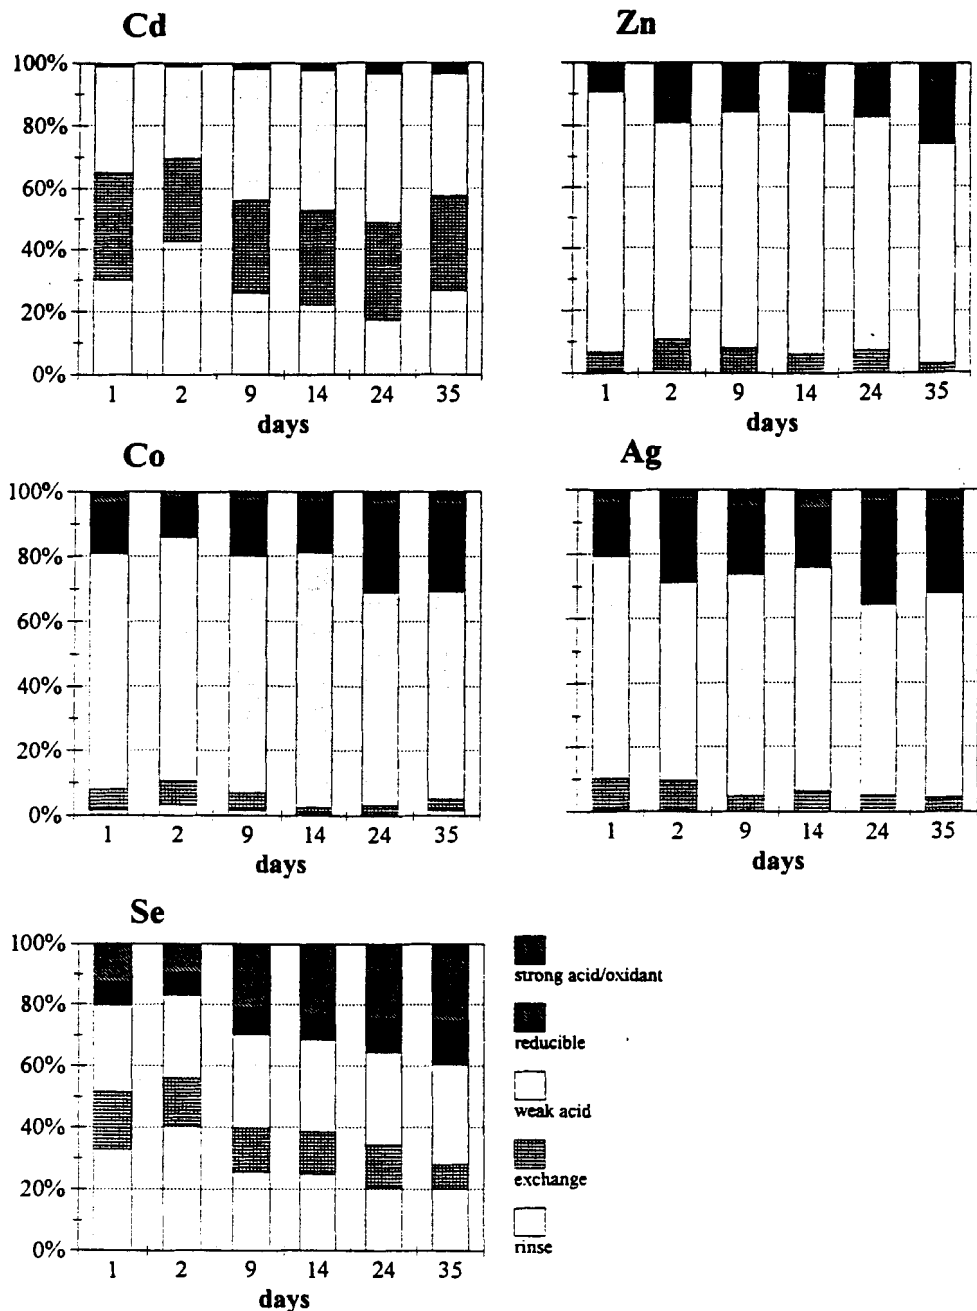 Cd
Zn
100%
80%
60%
40%
20%
0%
1 2 9 14 24 35
days
1 2 9 14 24 35
days
Co
Ag
100%
80%
60%
40%
20%
0%
1 2 9 14 24 35
days
1 2 9 14 24 35
days
Se
100%
80%
60%
40%
20%
0%
1 2 9 14 24 35
days
strong acid/oxidant
reducible
weak acid
exchange
rinse